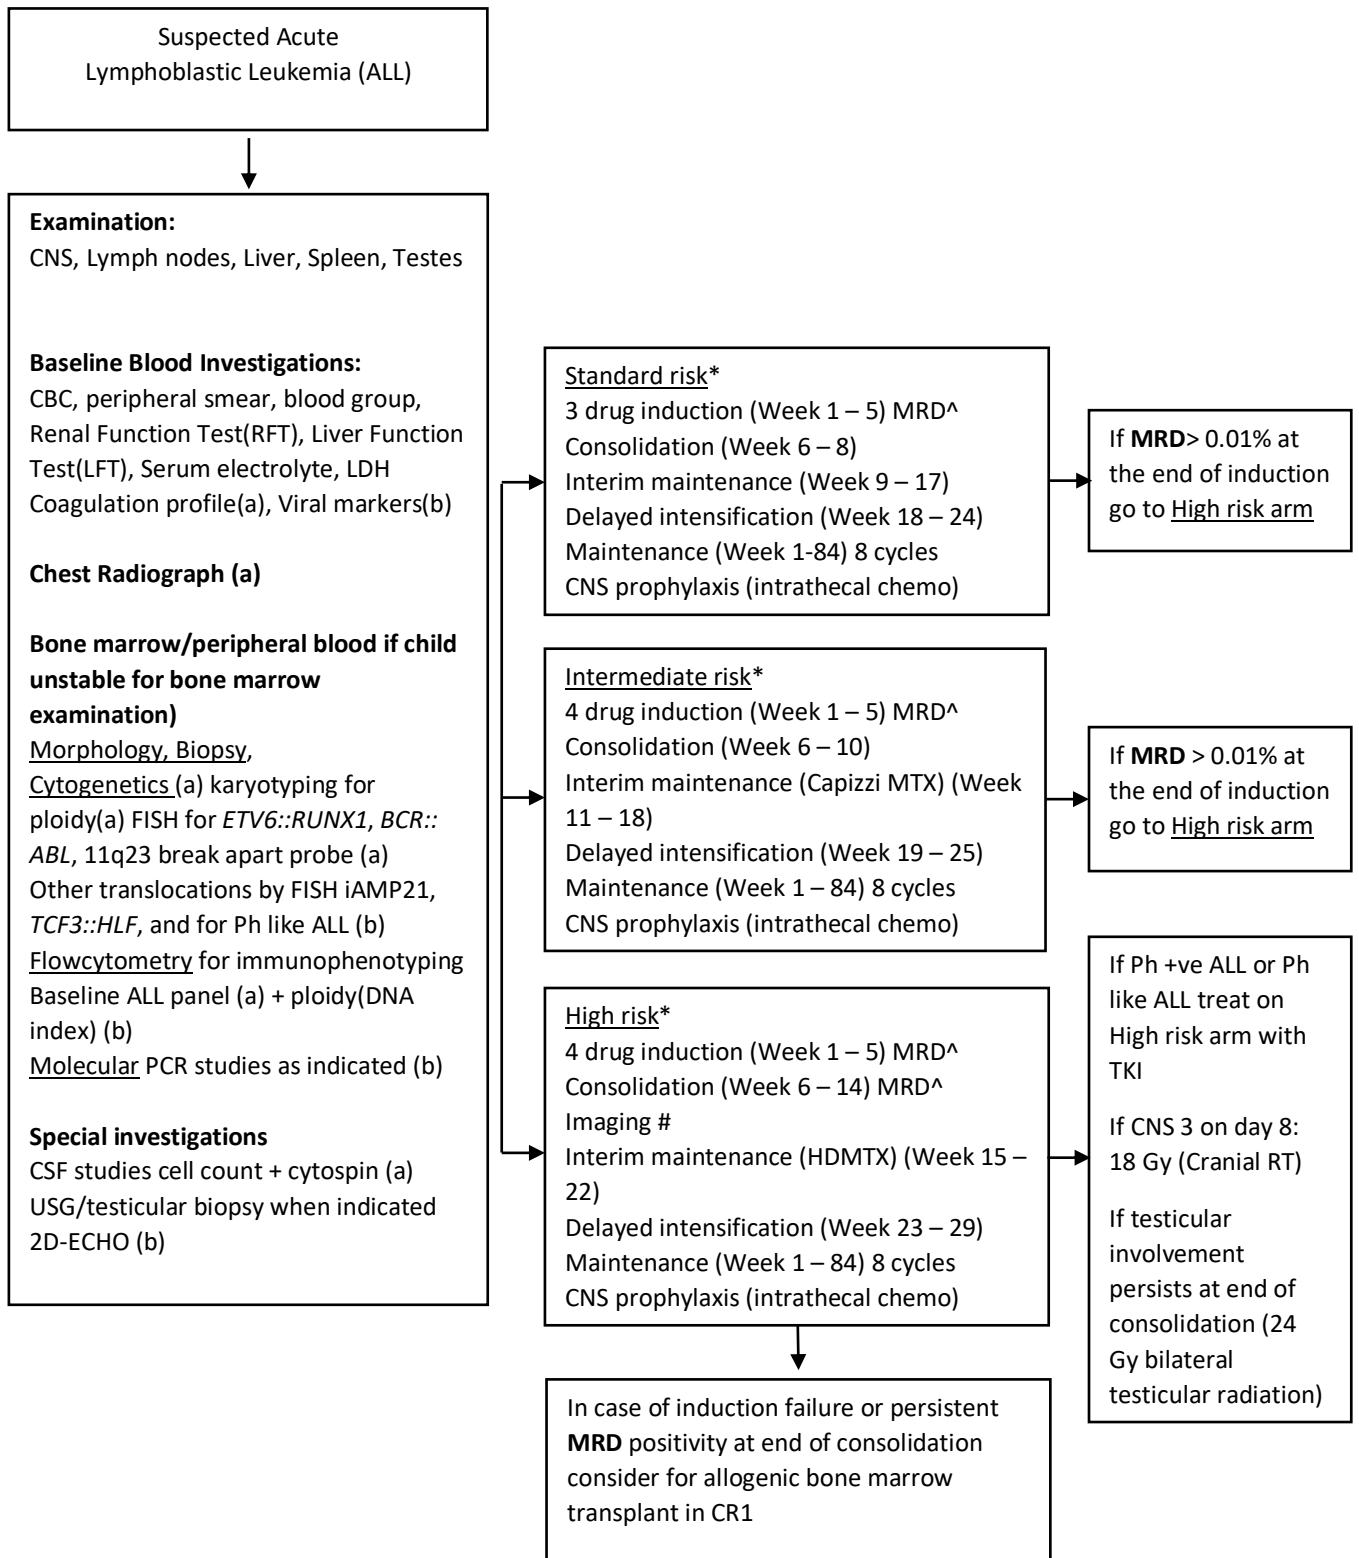 Suspected Acute
Lymphoblastic Leukemia (ALL)
Examination:
CNS, Lymph nodes, Liver, Spleen, Testes
Baseline Blood Investigations:
CBC, peripheral smear, blood group,
Renal Function Test(RFT), Liver Function
Test(LFT), Serum electrolyte, LDH
Coagulation profile(a), Viral markers(b)
Chest Radiograph (a)
Bone marrow/peripheral blood if child
unstable for bone marrow
examination)
Morphology, Biopsy,
Cytogenetics (a) karyotyping for
ploidy(a) FISH for ETV6::RUNX1, BCR::
ABL, 11q23 break apart probe (a)
Other translocations by FISH iAMP21,
TCF3::HLF, and for Ph like ALL (b)
Flowcytometry for immunophenotyping
Baseline ALL panel (a) + ploidy(DNA
index) (b)
Molecular PCR studies as indicated (b)
Special investigations
CSF studies cell count + cytospin (a)
USG/testicular biopsy when indicated
2D-ECHO (b)
Standard risk*
3 drug induction (Week 1 – 5) MRD^
Consolidation (Week 6 – 8)
Interim maintenance (Week 9 – 17)
Delayed intensification (Week 18 – 24)
Maintenance (Week 1-84) 8 cycles
CNS prophylaxis (intrathecal chemo)
If MRD> 0.01% at
the end of induction
go to High risk arm
Intermediate risk*
4 drug induction (Week 1 – 5) MRD^
Consolidation (Week 6 – 10)
Interim maintenance (Capizzi MTX) (Week
11 – 18)
Delayed intensification (Week 19 – 25)
Maintenance (Week 1 – 84) 8 cycles
CNS prophylaxis (intrathecal chemo)
If MRD > 0.01% at
the end of induction
go to High risk arm
High risk*
4 drug induction (Week 1 – 5) MRD^
Consolidation (Week 6 – 14) MRD^
Imaging #
Interim maintenance (HDMTX) (Week 15 –
22)
Delayed intensification (Week 23 – 29)
Maintenance (Week 1 – 84) 8 cycles
CNS prophylaxis (intrathecal chemo)
If Ph +ve ALL or Ph
like ALL treat on
High risk arm with
TKI
If CNS 3 on day 8:
18 Gy (Cranial RT)
If testicular
involvement
persists at end of
consolidation (24
Gy bilateral
testicular radiation)
In case of induction failure or persistent
MRD positivity at end of consolidation
consider for allogenic bone marrow
transplant in CR1